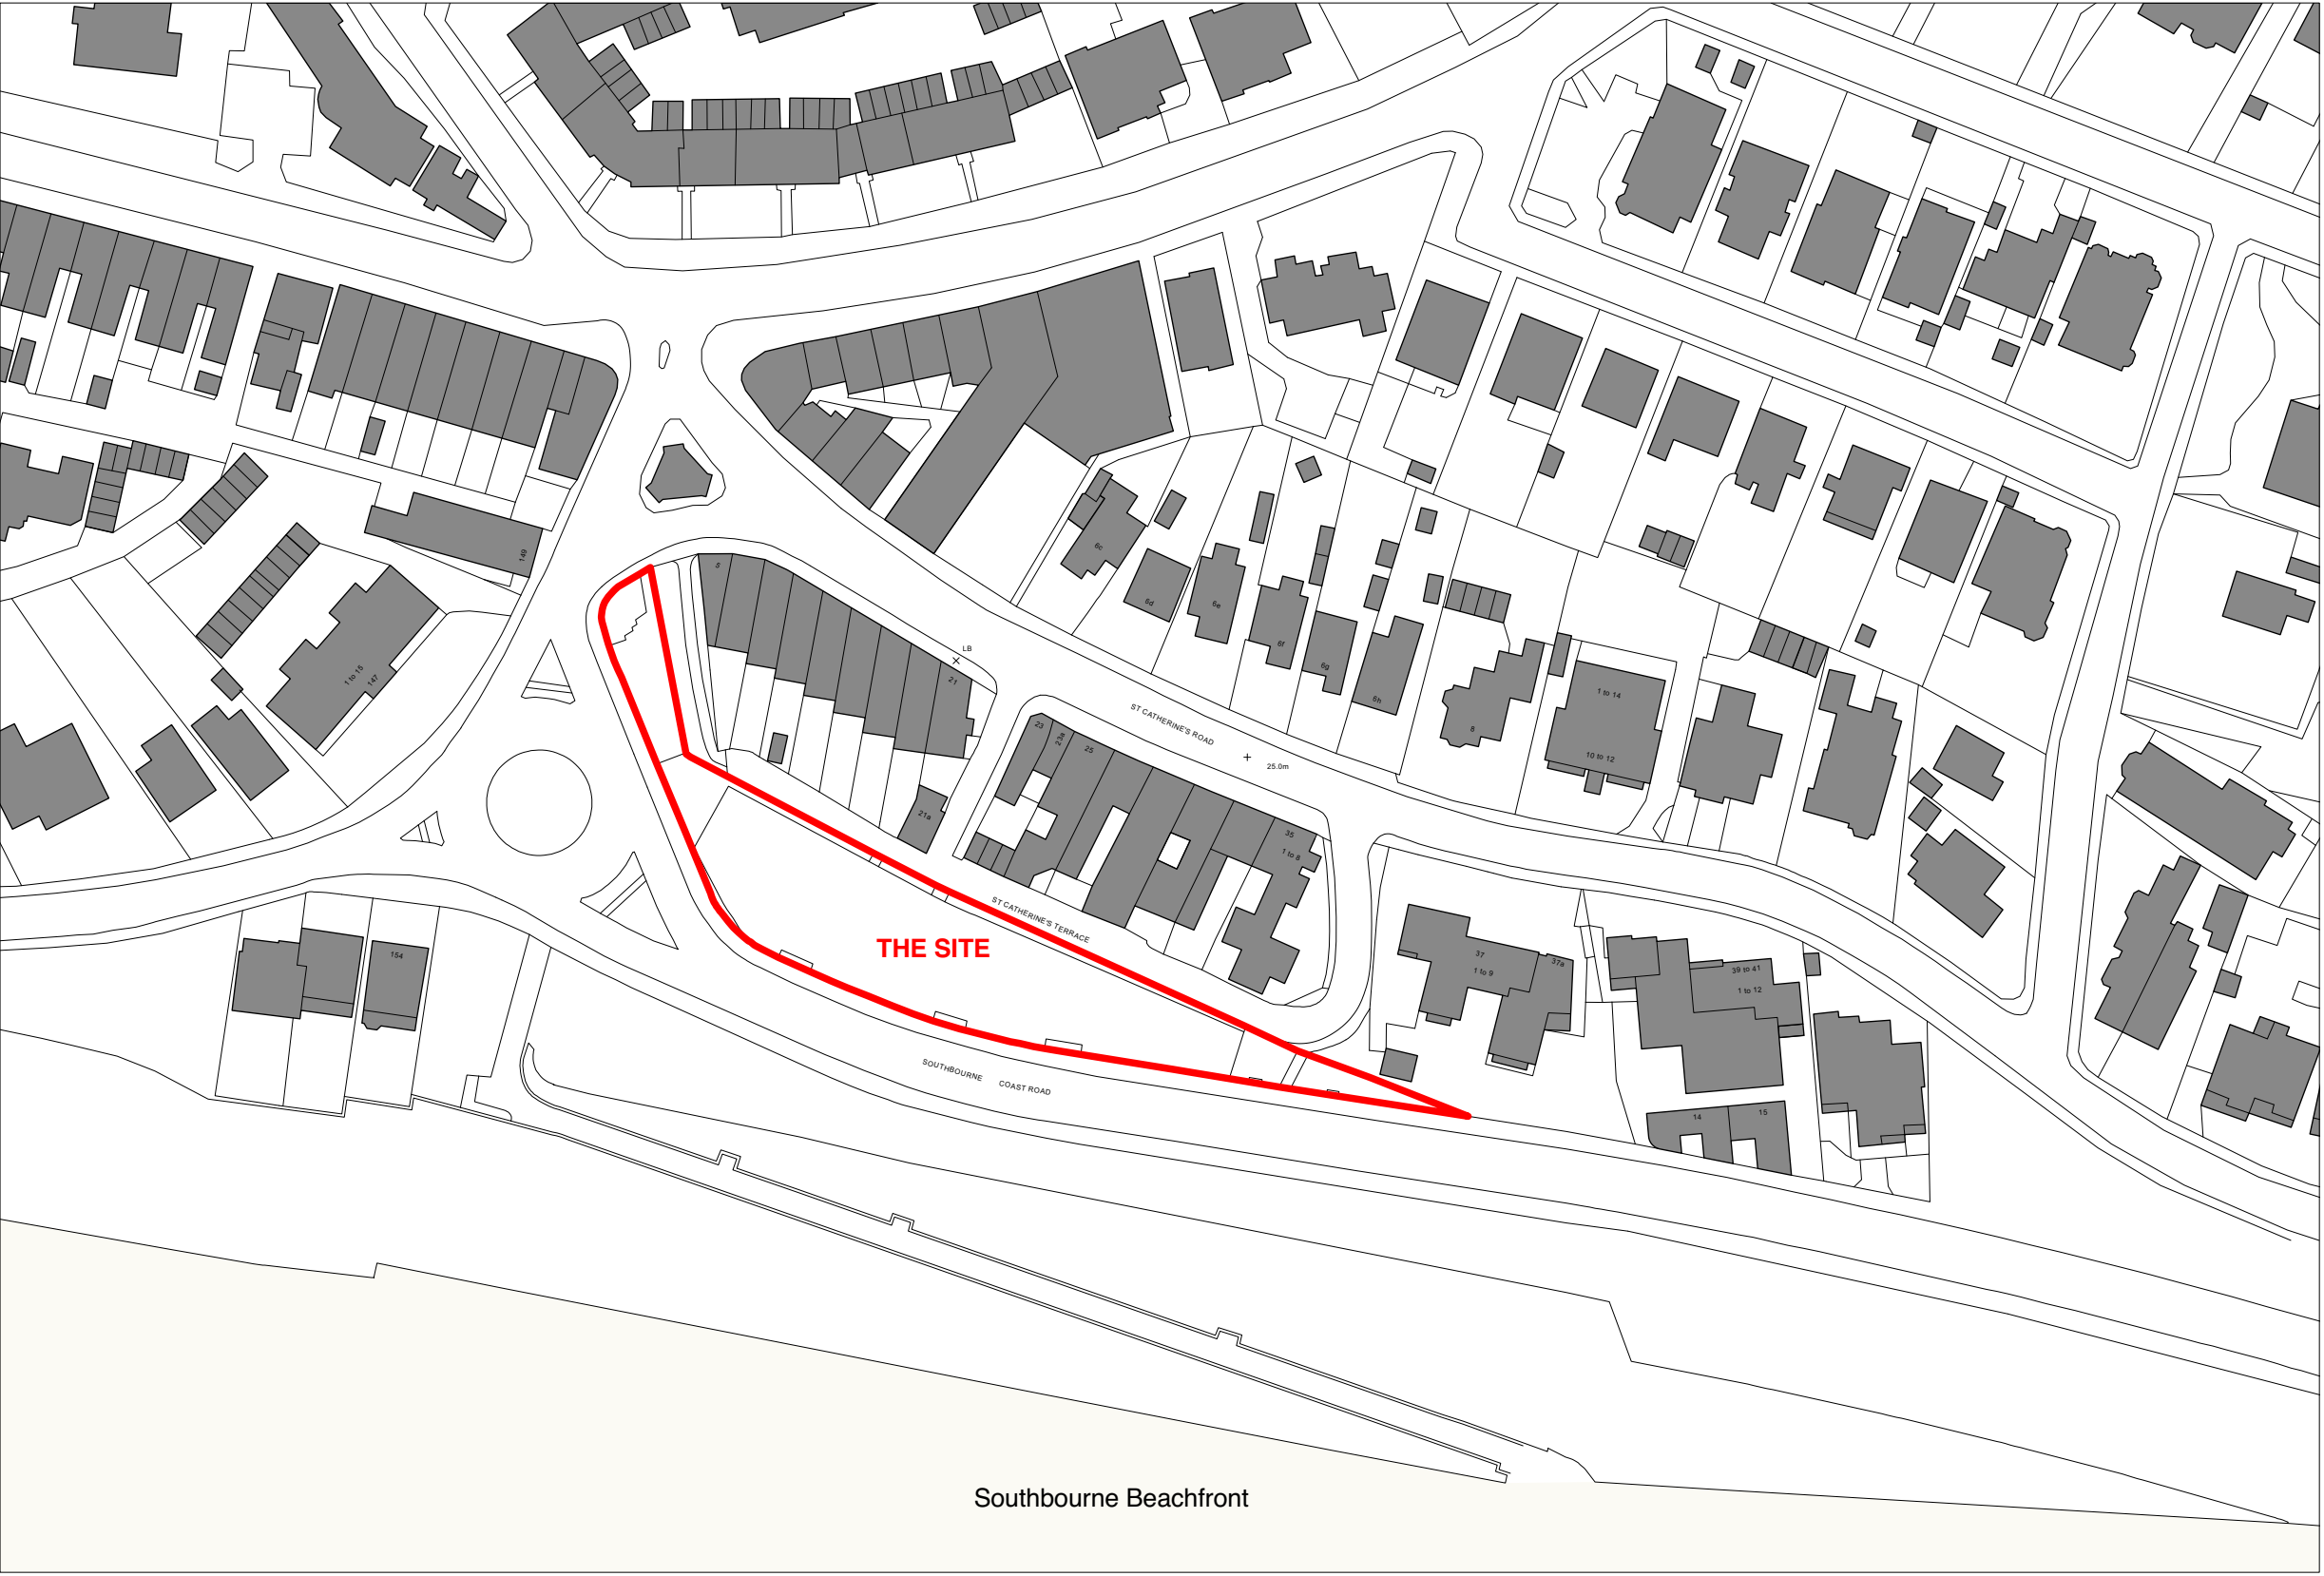 149
5
6c
LB
6d
6e
6f
6g
6h
1 to 15
147
21
8
1 to 14
10 to 12
ST CATHERINE'S ROAD
25.0m
23
23a
25
21a
35
1 to 8
ST CATHERINE'S TERRACE
THE SITE
154
37
1 to 9
37a
39 to 41
1 to 12
SOUTHBOURNE COAST ROAD
14
15
Southbourne Beachfront